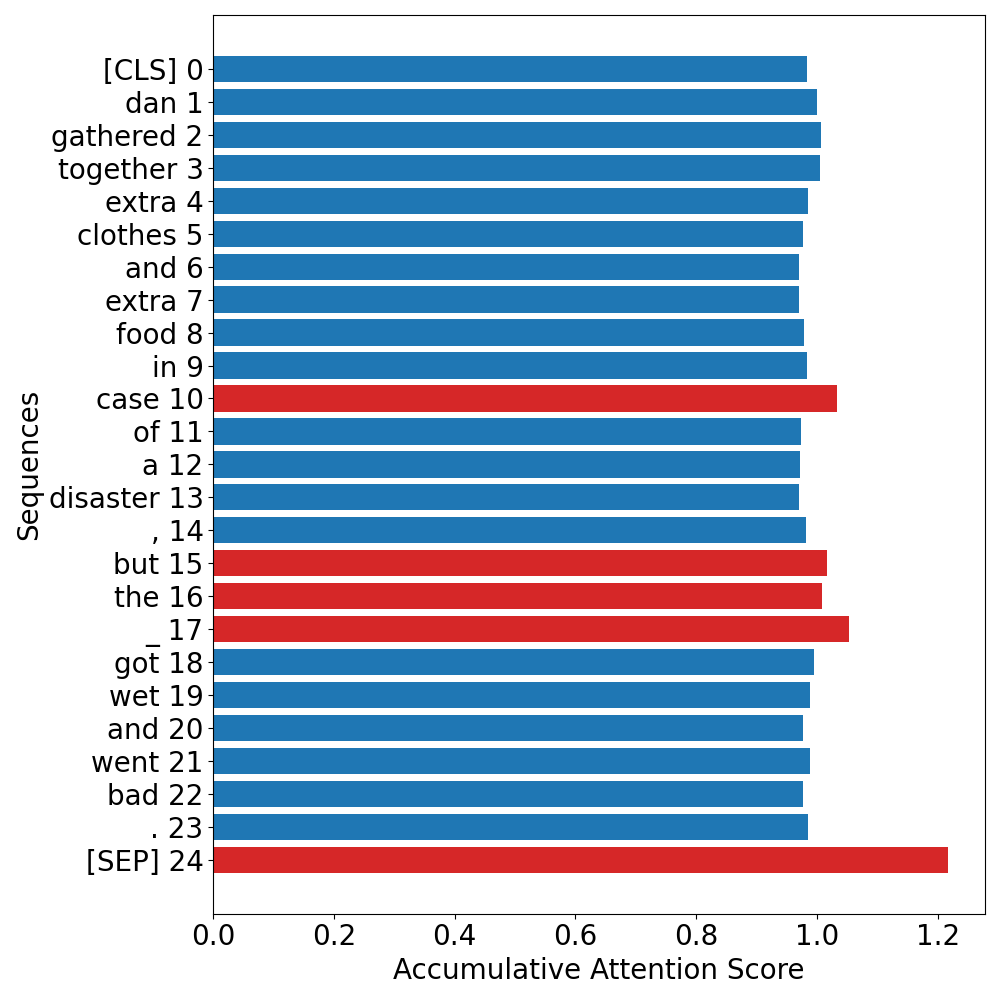 [CLS] 0
dan 1
gathered 2
together 3
extra 4
clothes 5
and 6
extra 7
food 8
in 9
case 10
of 11
a 12
disaster 13
, 14
but 15
the 16
_ 17
got 18
wet 19
and 20
went 21
bad 22
. 23
[SEP] 24
Sequences
0.0 0.2 0.4 0.6 0.8 1.0 1.2
Accumulative Attention Score